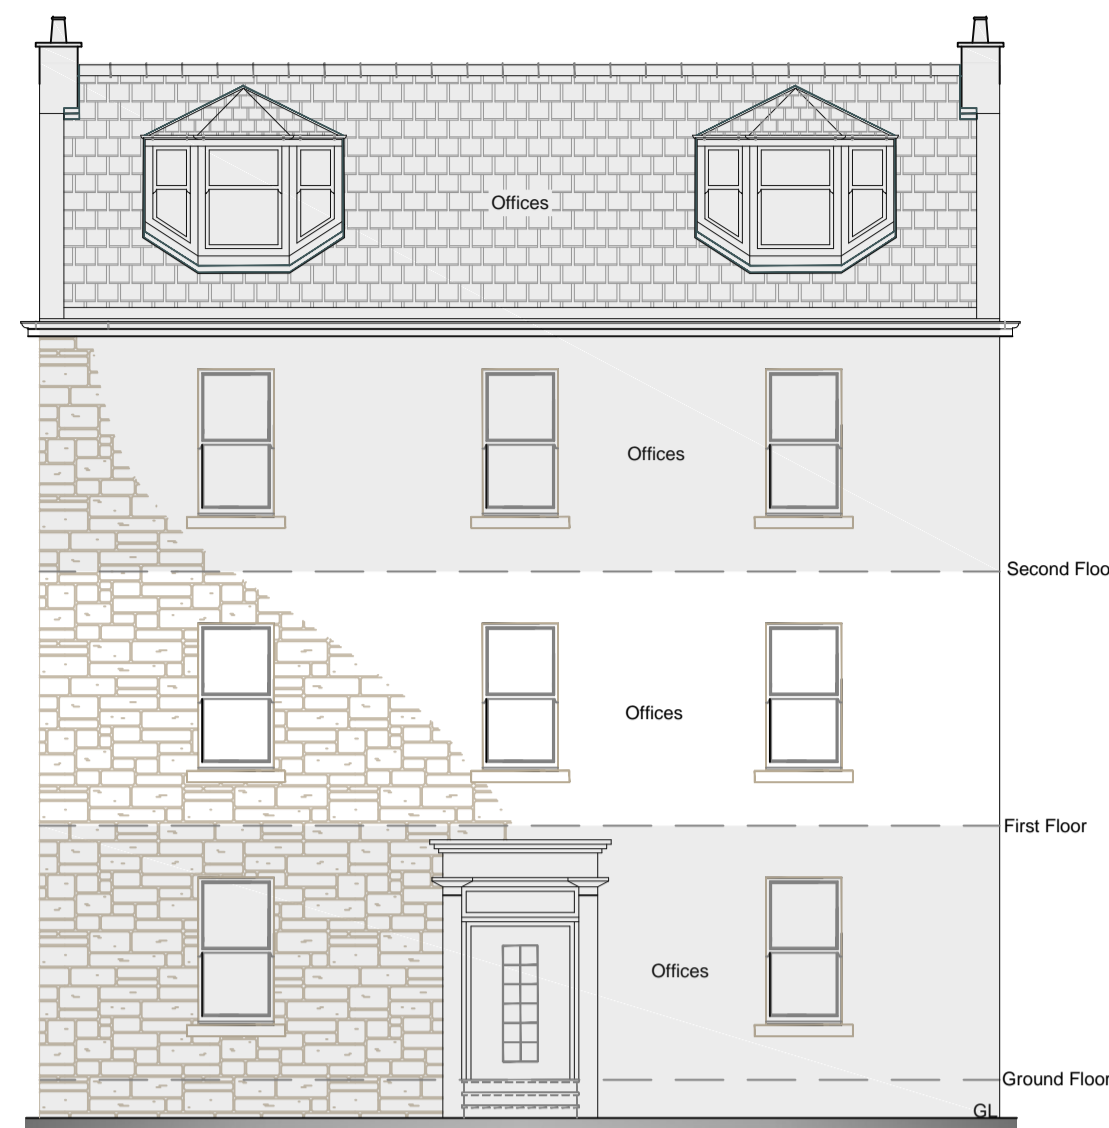 Offices
Offices
Second Floo
Offices
First Floor
Offices
Ground Floor
GL